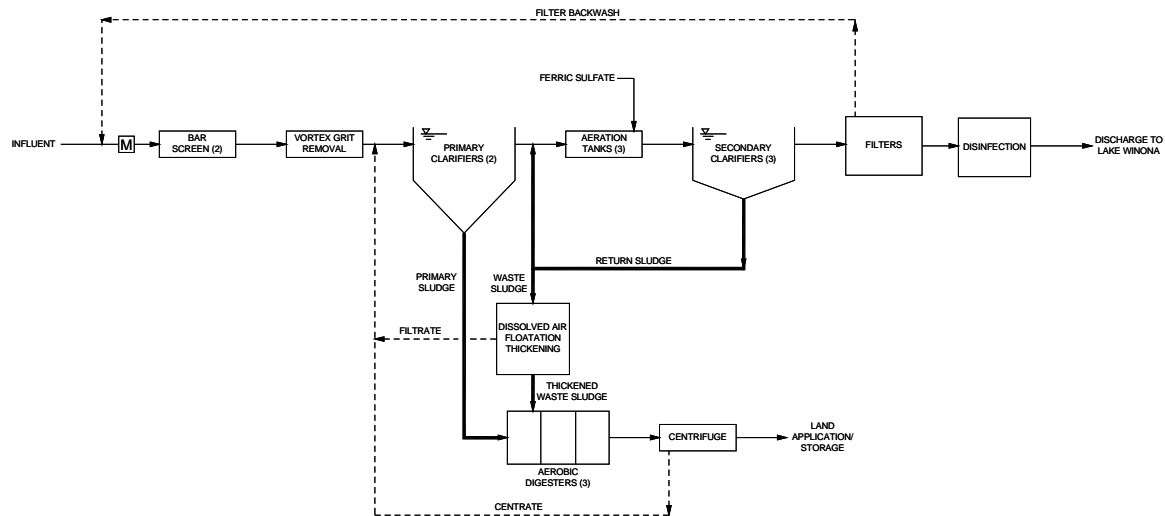 FILTER BACKWASH
FERRIC SULFATE
INFLUENT
M
BAR
SCREEN (2)
VORTEX GRIT
REMOVAL
PRIMARY
CLARIFIERS (2)
AERATION
TANKS (3)
SECONDARY
CLARIFIERS (3)
FILTERS
DISINFECTION
DISCHARGE TO
LAKE WINONA
RETURN SLUDGE
PRIMARY
SLUDGE
WASTE
SLUDGE
FILTRATE
DISSOLVED AIR
FLOATATION
THICKENING
THICKENED
WASTE SLUDGE
CENTRIFUGE
LAND
APPLICATION/
STORAGE
AEROBIC
DIGESTERS (3)
CENTRATE